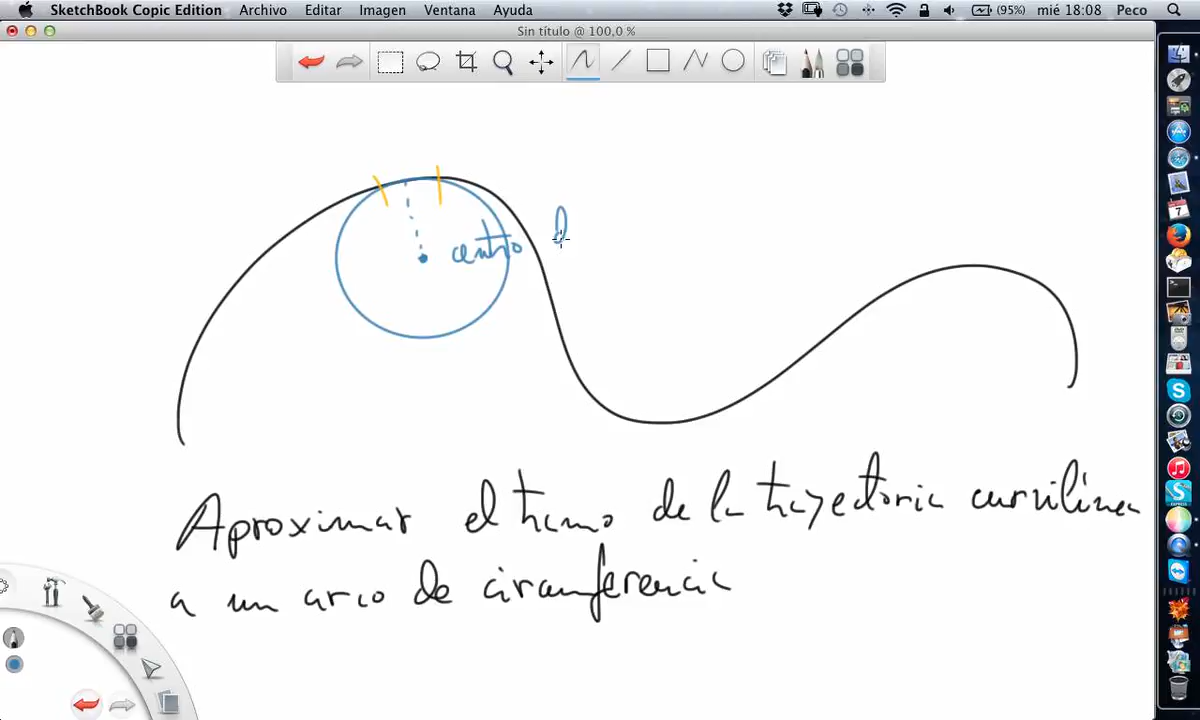 SketchBook Copic Edition Archivo Editar Imagen Ventana Ayuda (95%) mié 18:08 Peco
Sin título @ 100,0 %
centro d
Aproximar el tramo de la trayectoria curvilínea
a un arco de circunferencia